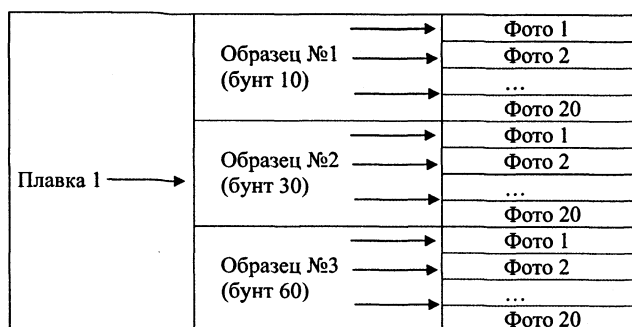 Плавка 1
Образец №1
(бунт 10)
Фото 1
Фото 2
...
Фото 20
Образец №2
(бунт 30)
Фото 1
Фото 2
...
Фото 20
Образец №3
(бунт 60)
Фото 1
Фото 2
...
Фото 20